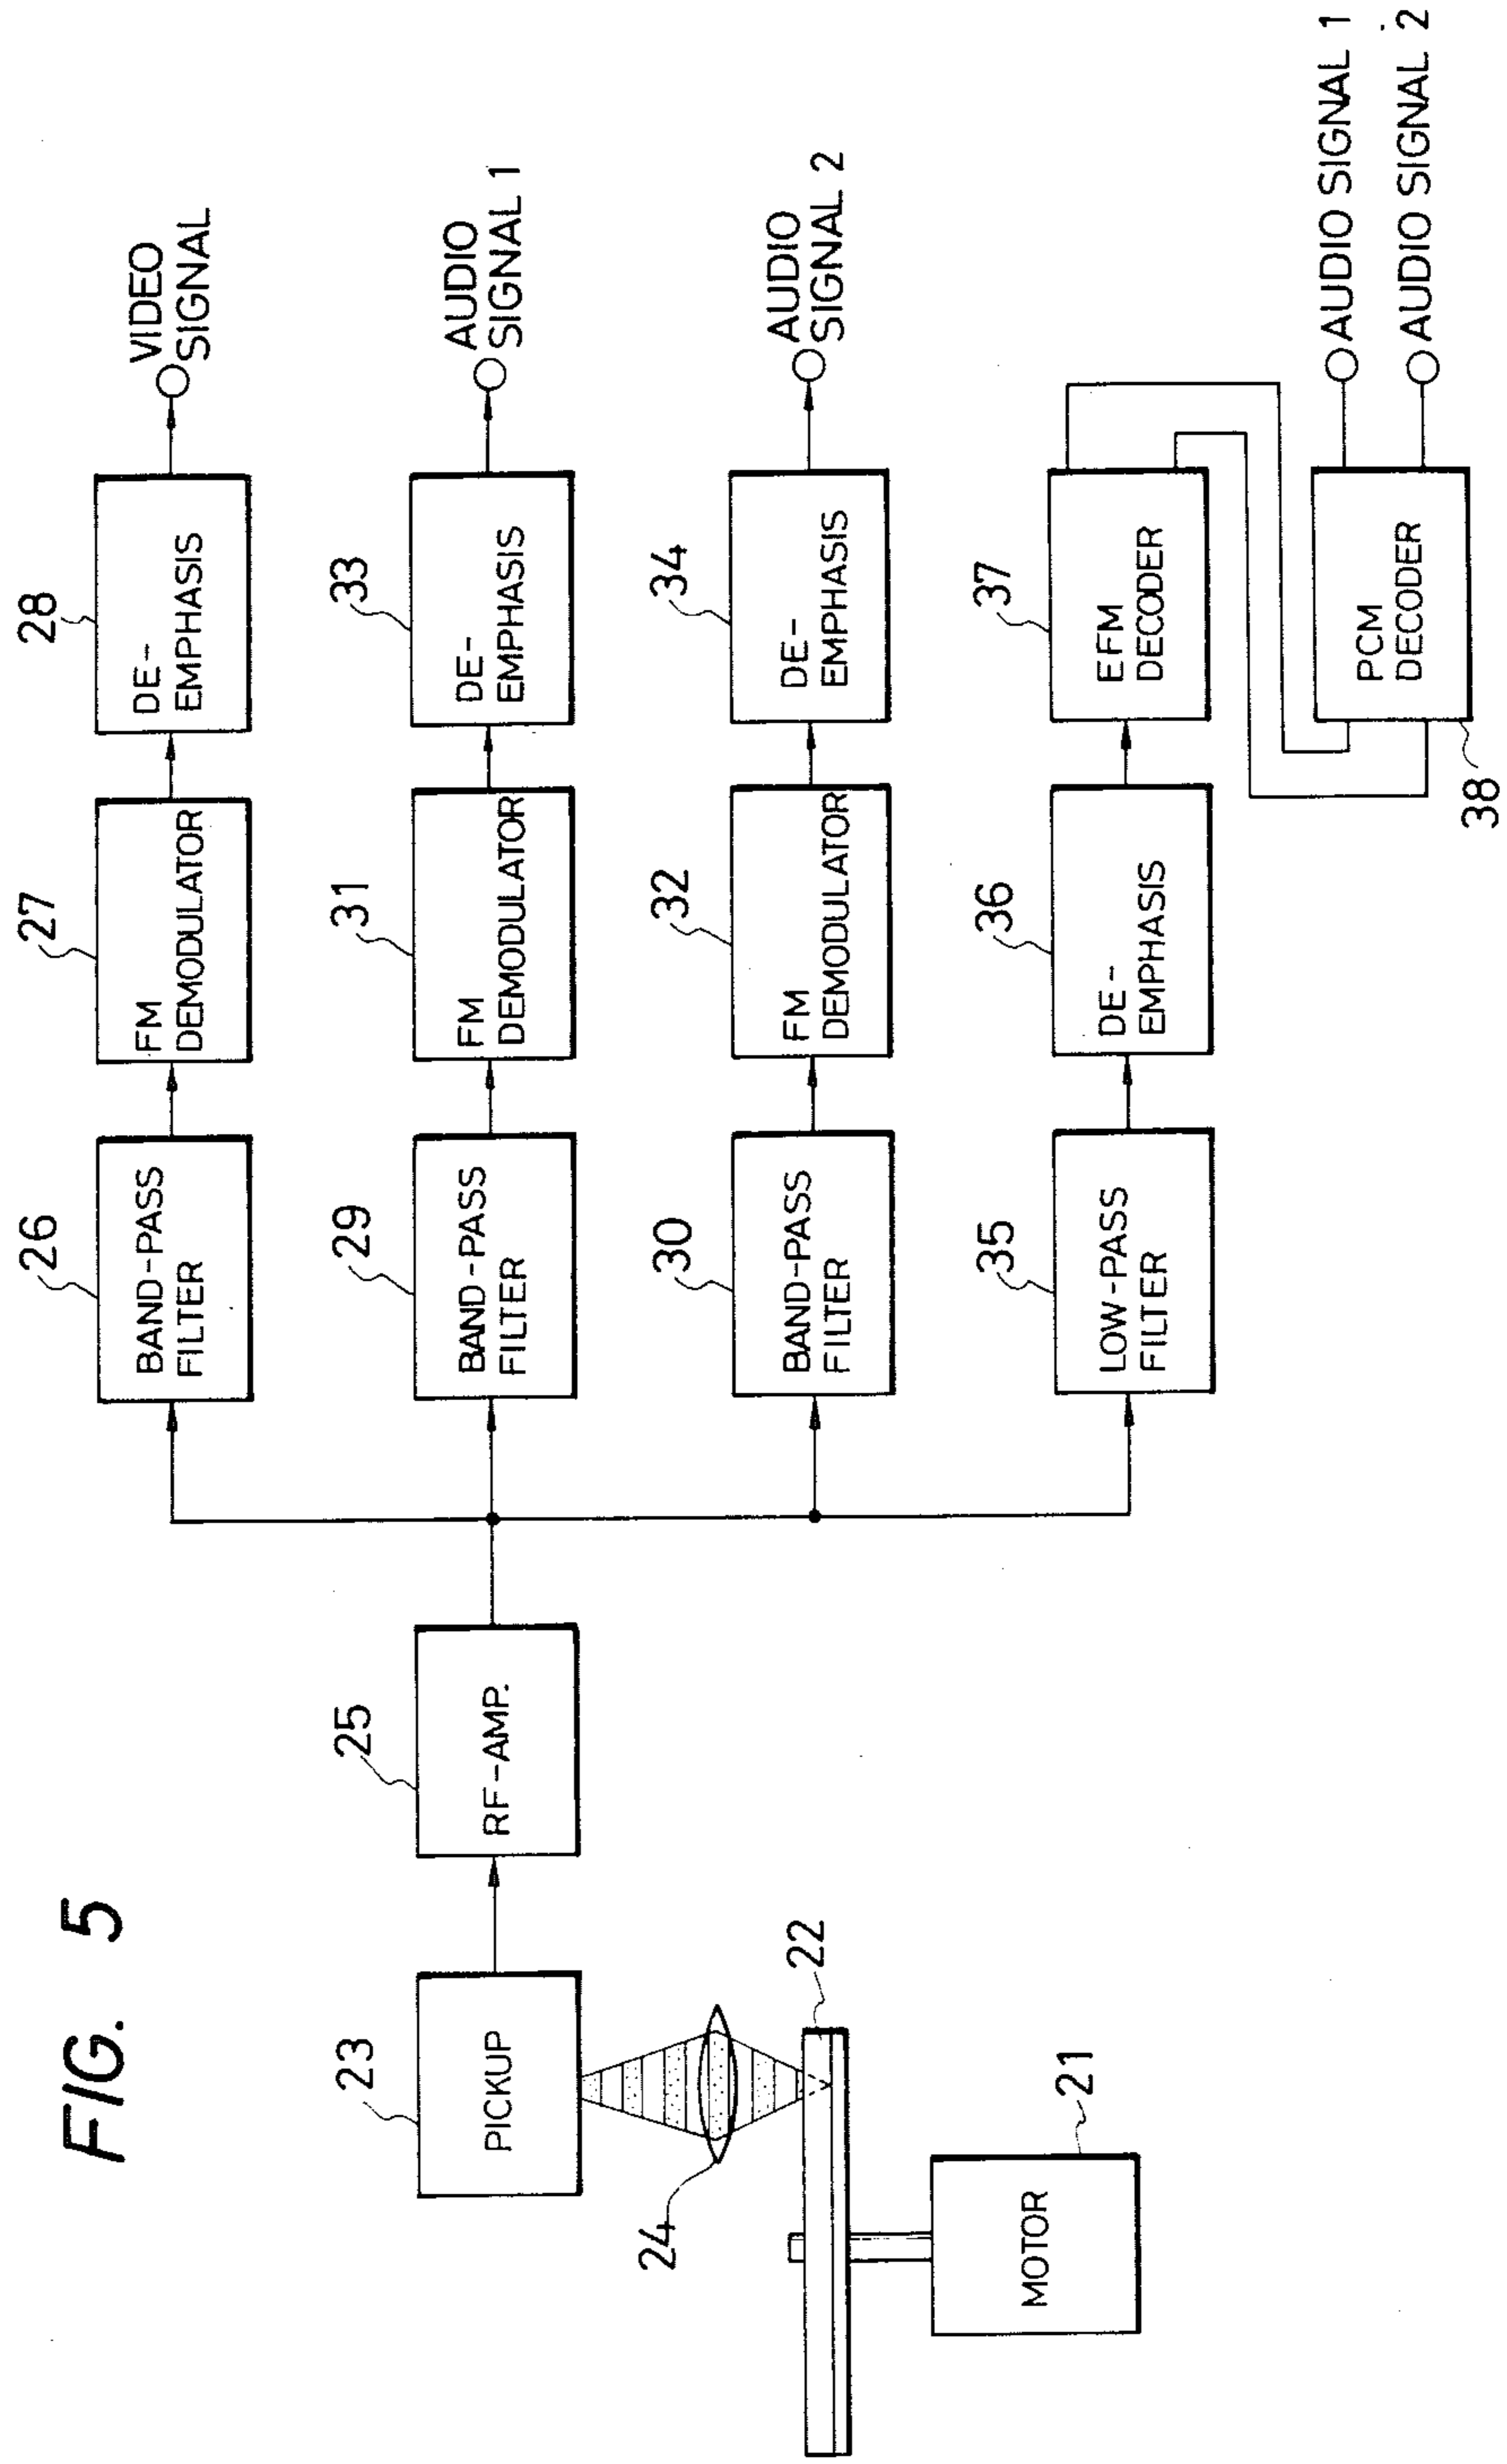 FIG. 5
23
PICKUP
24
22
21
MOTOR
25
RF-AMP.
26
BAND-PASS
FILTER
27
FM
DEMODULATOR
28
DE-
EMPHASIS
VIDEO
SIGNAL
29
BAND-PASS
FILTER
31
FM
DEMODULATOR
33
DE-
EMPHASIS
AUDIO
SIGNAL 1
30
BAND-PASS
FILTER
32
FM
DEMODULATOR
34
DE-
EMPHASIS
AUDIO
SIGNAL 2
35
LOW-PASS
FILTER
36
DE-
EMPHASIS
37
EFM
DECODER
38
PCM
DECODER
AUDIO SIGNAL 1
AUDIO SIGNAL 2